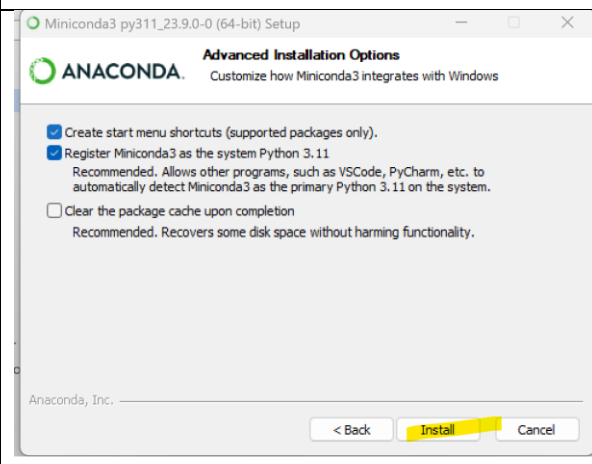 Miniconda3 py311_23.9.0-0 (64-bit) Setup
ANACONDA.
Advanced Installation Options
Customize how Miniconda3 integrates with Windows
Create start menu shortcuts (supported packages only).
Register Miniconda3 as the system Python 3.11
Recommended. Allows other programs, such as VSCode, PyCharm, etc. to
automatically detect Miniconda3 as the primary Python 3.11 on the system.
Clear the package cache upon completion
Recommended. Recovers some disk space without harming functionality.
Anaconda, Inc.
< Back Install Cancel